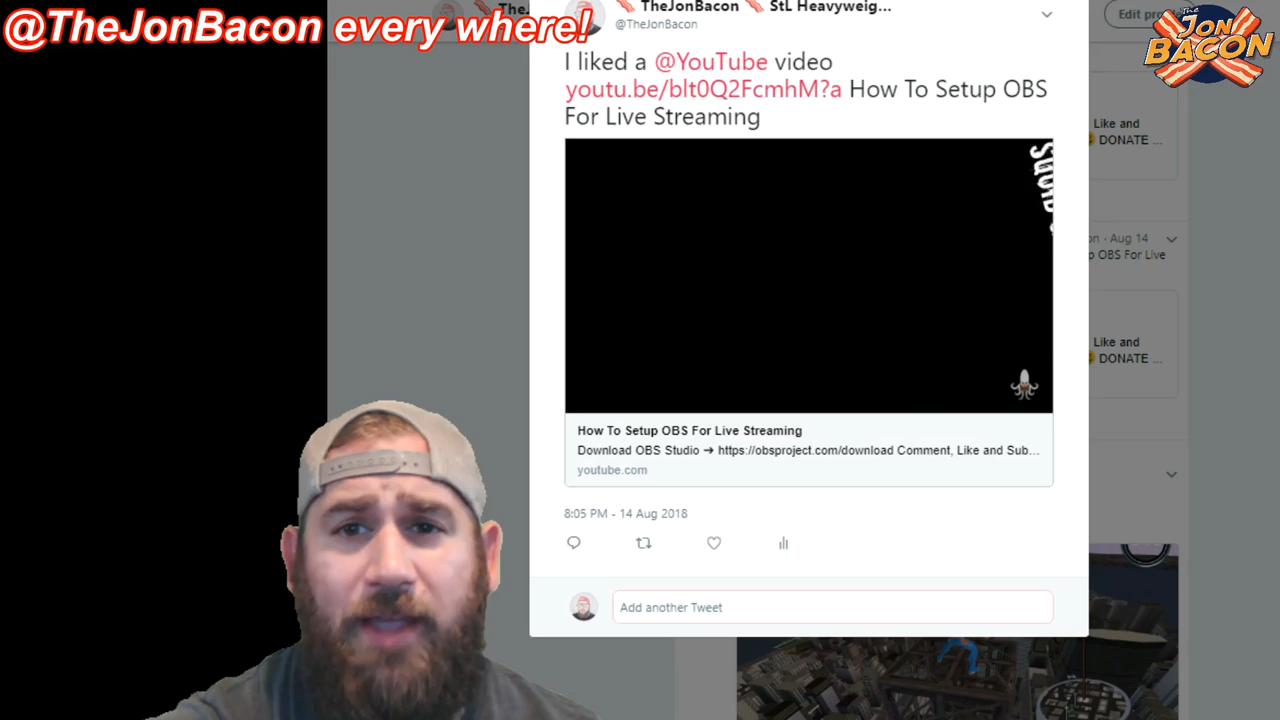 @TheJonBacon every where!
The
JON
BACON
TheJonBacon StL Heavyweig...
@TheJonBacon
Edit pro
I liked a @YouTube video
youtu.be/blt0Q2FcmhM?a How To Setup OBS
For Live Streaming
Squid
How To Setup OBS For Live Streaming
Download OBS Studio ➔ https://obsproject.com/download Comment, Like and Sub...
youtube.com
8:05 PM - 14 Aug 2018
Add another Tweet
Like and
DONATE ...
on · Aug 14
p OBS For Live
Like and
DONATE ...